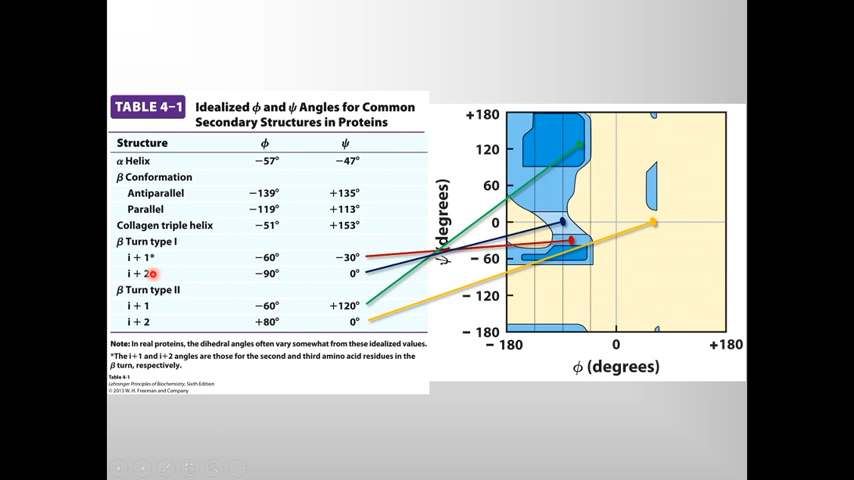 TABLE 4–1 Idealized ϕ and ψ Angles for Common
Secondary Structures in Proteins
Structure ϕ ψ
α Helix −57° −47°
β Conformation
Antiparallel −139° +135°
Parallel −119° +113°
Collagen triple helix −51° +153°
β Turn type I
i + 1* −60° −30°
i + 2 −90° 0°
β Turn type II
i + 1 −60° +120°
i + 2 +80° 0°
Note: In real proteins, the dihedral angles often vary somewhat from these idealized values.
*The i+1 and i+2 angles are those for the second and third amino acid residues in the
β turn, respectively.
Table 4-1
Lehninger Principles of Biochemistry, Sixth Edition
© 2013 W. H. Freeman and Company
+180
120
60
0
−60
−120
−180
ψ (degrees)
−180 0 +180
ϕ (degrees)